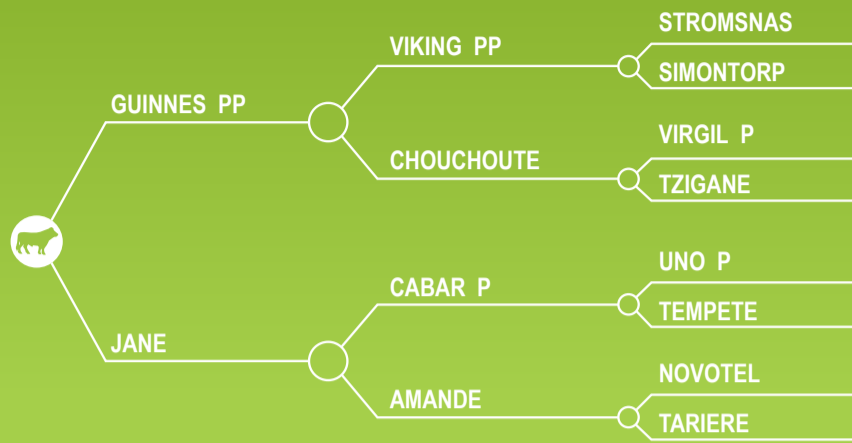 STROMSNAS
VIKING PP
SIMONTORP
GUINNES PP
VIRGIL P
CHOUCHOUTE
TZIGANE
UNO P
CABAR P
TEMPETE
JANE
NOVOTEL
AMANDE
TARIERE